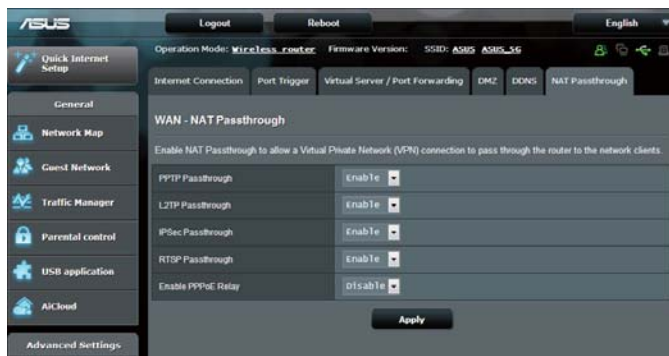 ASUS
Logout
Reboot
English
Quick Internet Setup
Operation Mode: Wireless router Firmware Version: SSID: ASUS ASUS_5G
Internet Connection
Port Trigger
Virtual Server / Port Forwarding
DMZ
DDNS
NAT Passthrough
General
Network Map
Guest Network
Traffic Manager
Parental control
USB application
AiCloud
Advanced Settings
WAN - NAT Passthrough
Enable NAT Passthrough to allow a Virtual Private Network (VPN) connection to pass through the router to the network clients.
PPTP Passthrough Enable
L2TP Passthrough Enable
IPSec Passthrough Enable
RTSP Passthrough Enable
Enable PPPoE Relay Disable
Apply